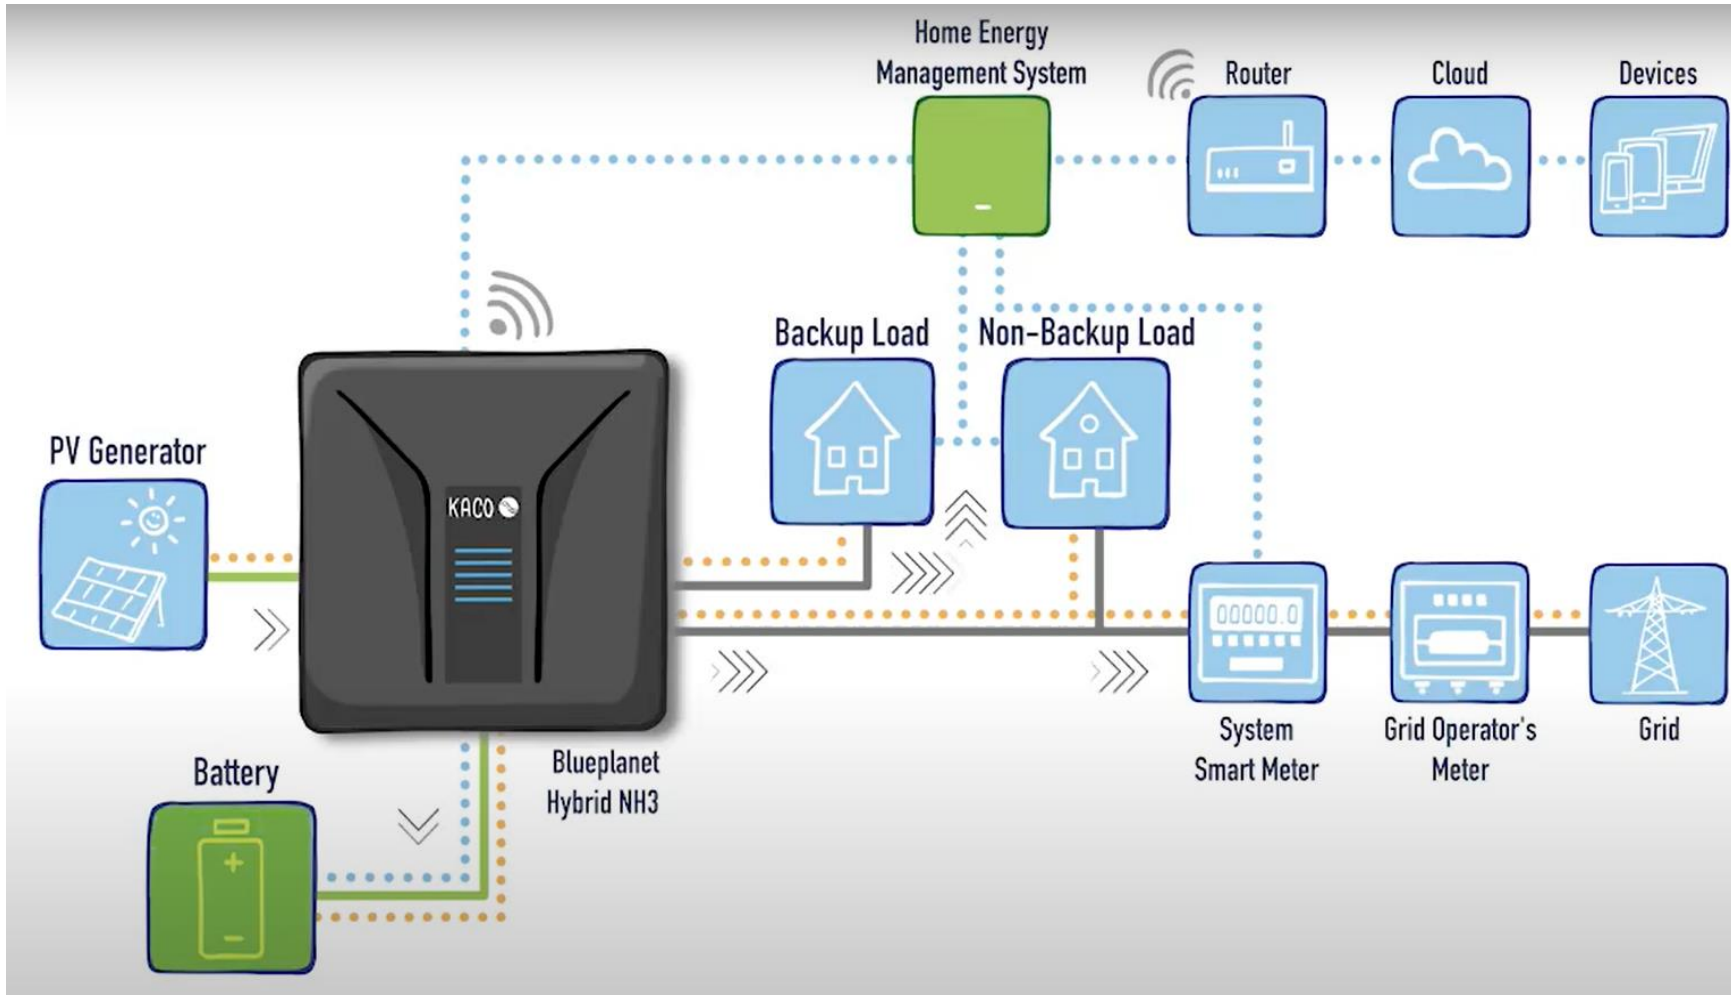 Home Energy
Management System
Router
Cloud
Devices
Backup Load
Non-Backup Load
PV Generator
KACO
00000.0
System
Smart Meter
Grid Operator's
Meter
Grid
Blueplanet
Hybrid NH3
Battery
+
-